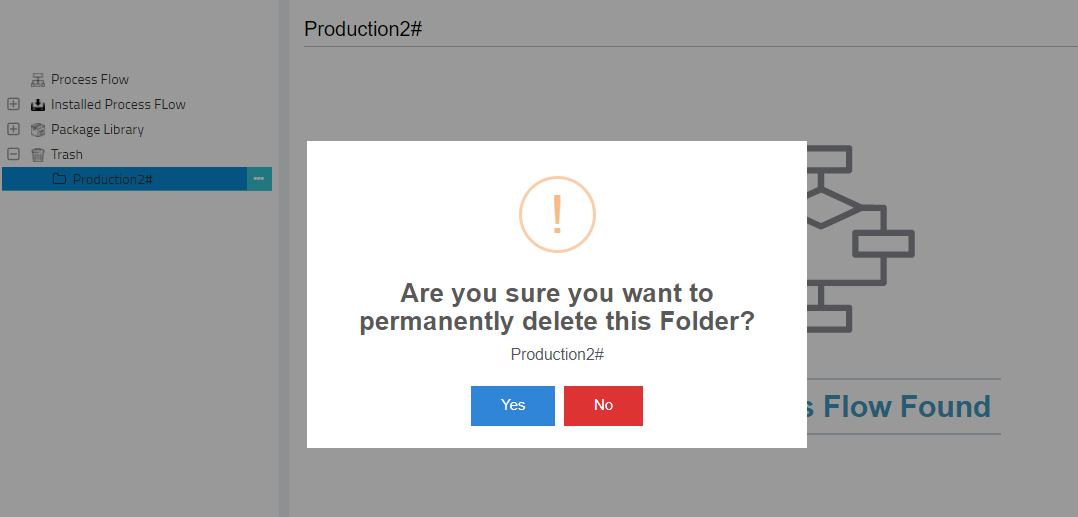 Production2#
Process Flow
Installed Process FLow
Package Library
Trash
Production2#
!
Are you sure you want to
permanently delete this Folder?
Production2#
Yes
No
Flow Found